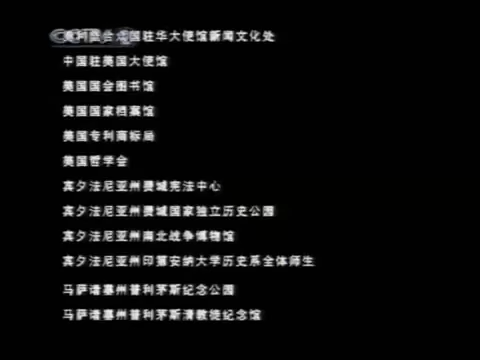 美利坚合众国驻华大使馆新闻文化处
中国驻美国大使馆
美国国会图书馆
美国国家档案馆
美国专利商标局
美国哲学会
宾夕法尼亚州费城宪法中心
宾夕法尼亚州费城国家独立历史公园
宾夕法尼亚州南北战争博物馆
宾夕法尼亚州印第安纳大学历史系全体师生
马萨诸塞州普利茅斯纪念公园
马萨诸塞州普利茅斯清教徒纪念馆